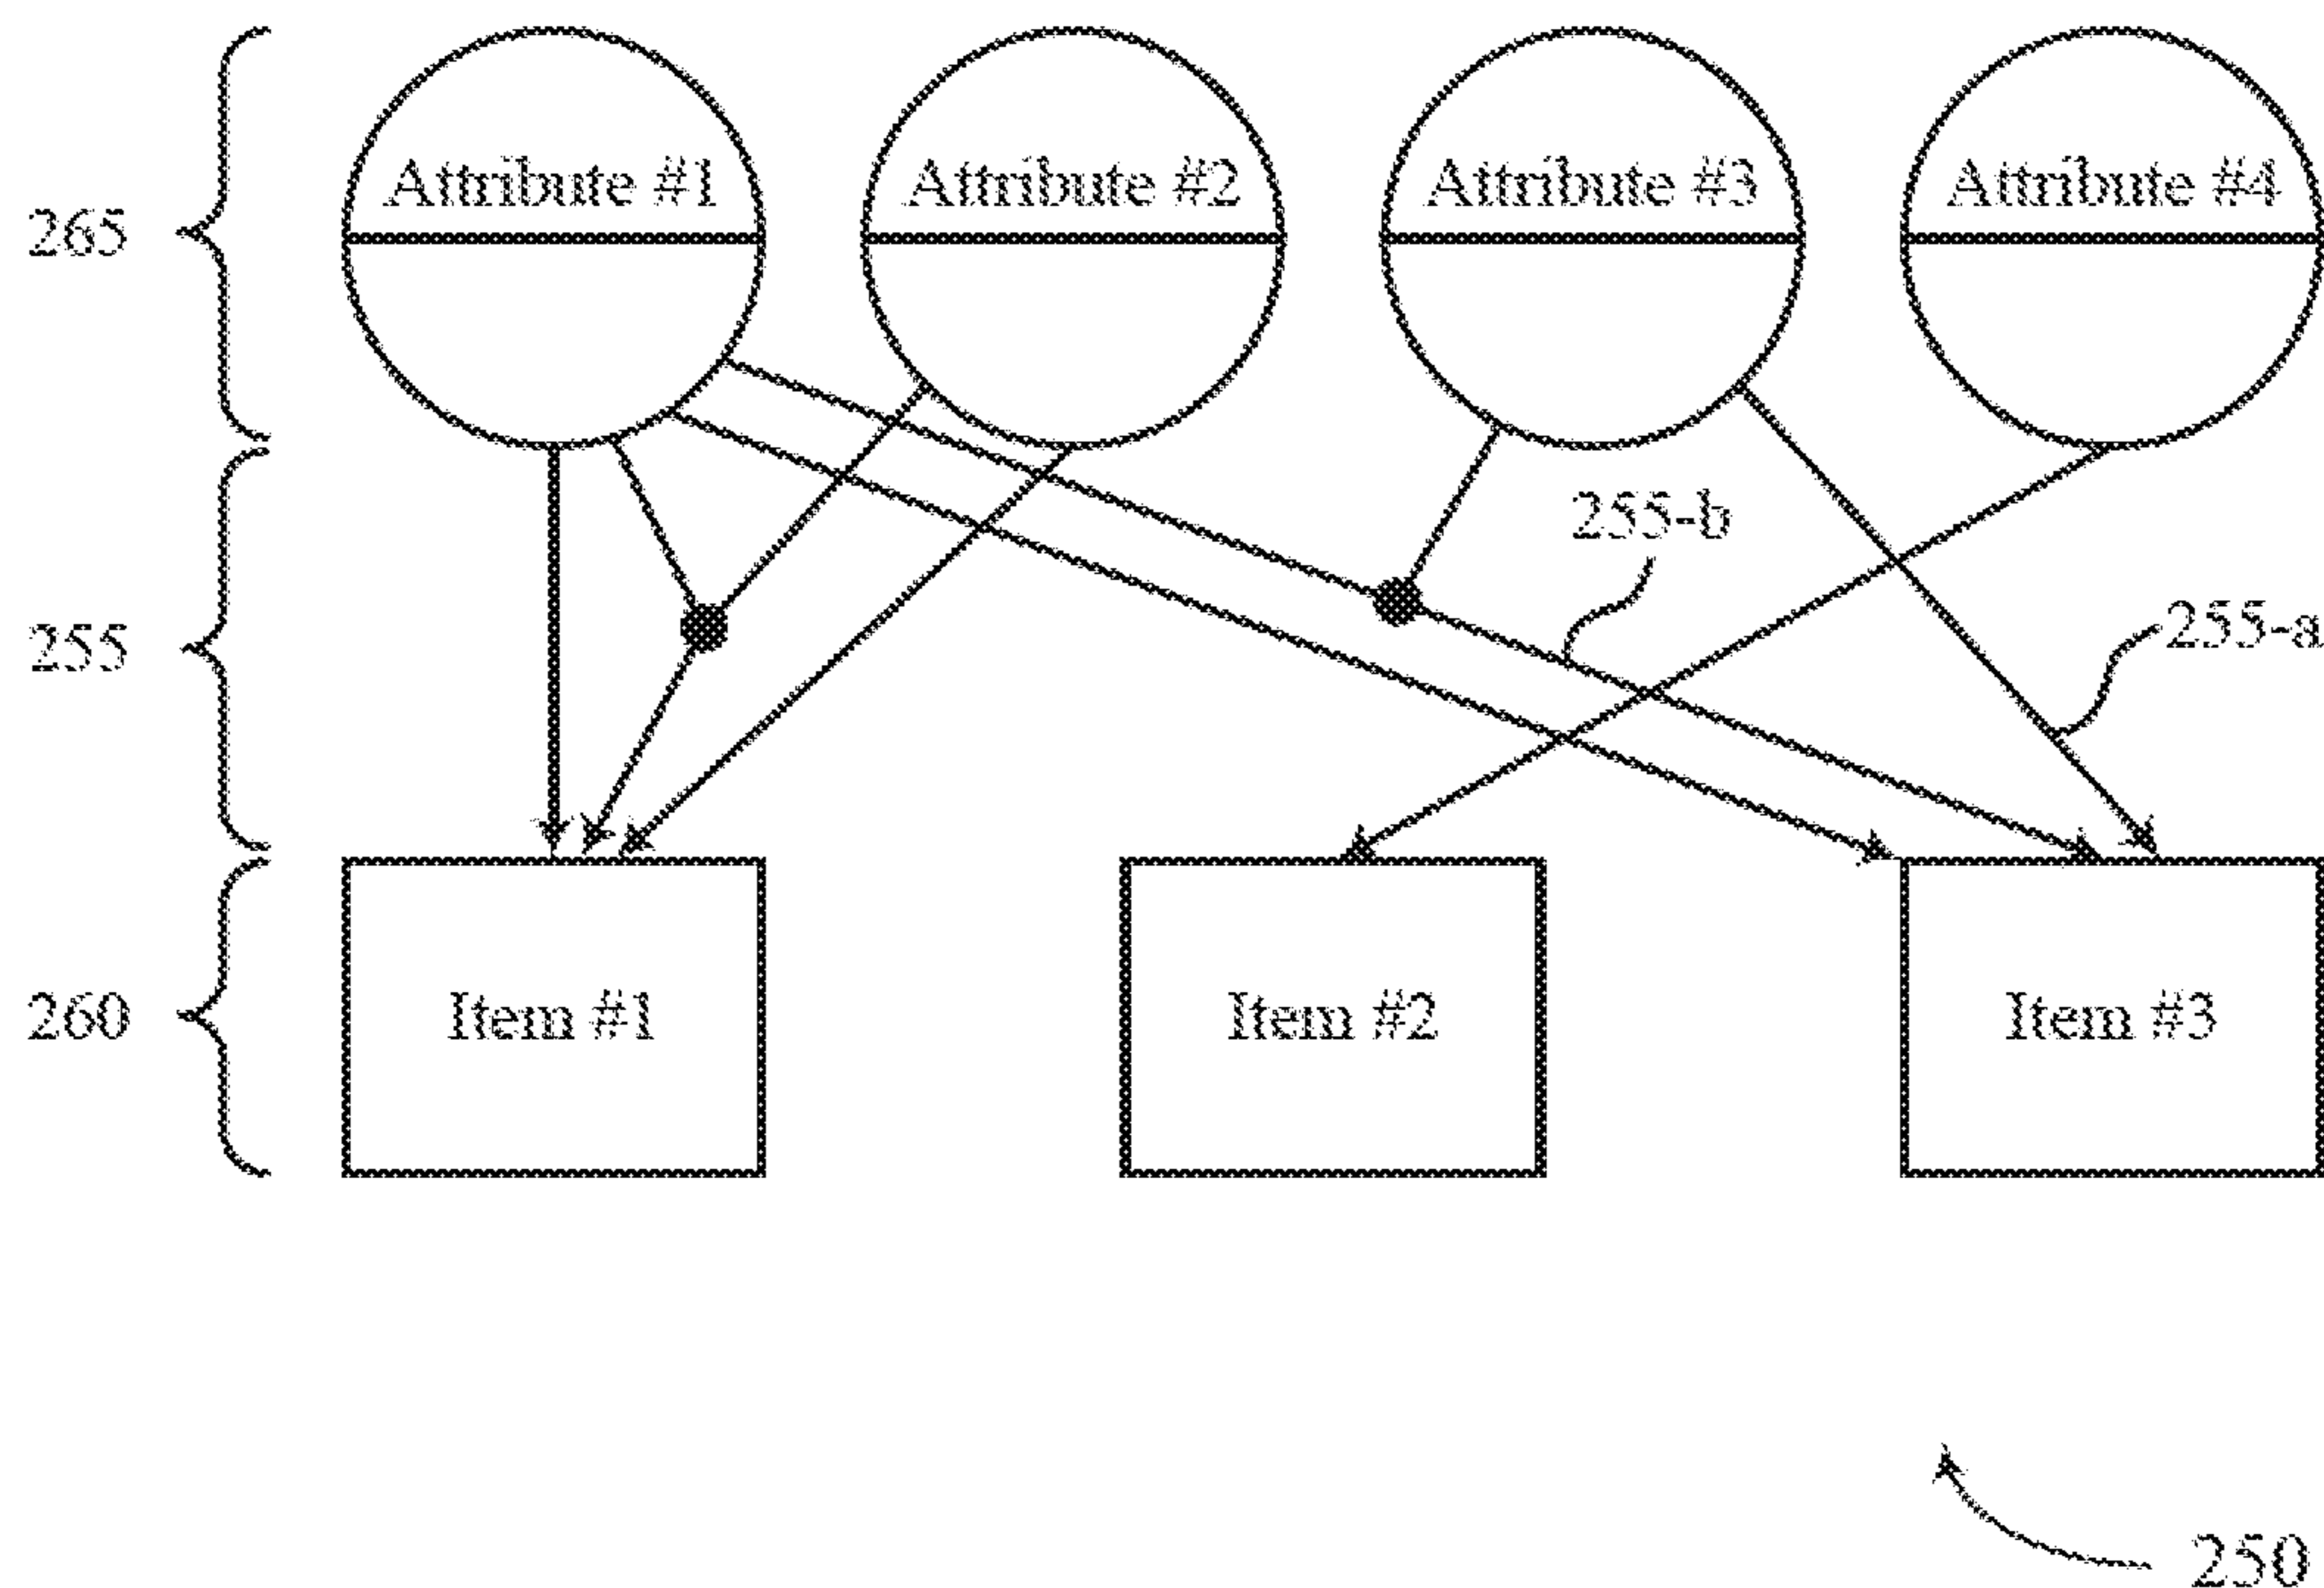 Attribute #1 Attribute #2 Attribute #3 Attribute #4
265
255-b
255
255-a
260
Item #1 Item #2 Item #3
250